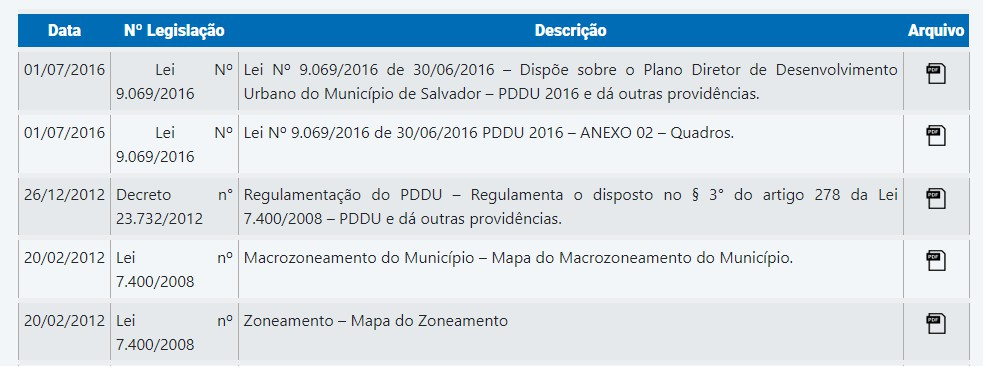 Data Nº Legislação Descrição Arquivo
01/07/2016 Lei Nº Lei Nº 9.069/2016 de 30/06/2016 – Dispõe sobre o Plano Diretor de Desenvolvimento
9.069/2016 Urbano do Município de Salvador – PDDU 2016 e dá outras providências.
PDF
01/07/2016 Lei Nº Lei Nº 9.069/2016 de 30/06/2016 PDDU 2016 – ANEXO 02 – Quadros.
9.069/2016
PDF
26/12/2012 Decreto n° Regulamentação do PDDU – Regulamenta o disposto no § 3° do artigo 278 da Lei
23.732/2012 7.400/2008 – PDDU e dá outras providências.
PDF
20/02/2012 Lei nº Macrozoneamento do Município – Mapa do Macrozoneamento do Município.
7.400/2008
PDF
20/02/2012 Lei nº Zoneamento – Mapa do Zoneamento
7.400/2008
PDF